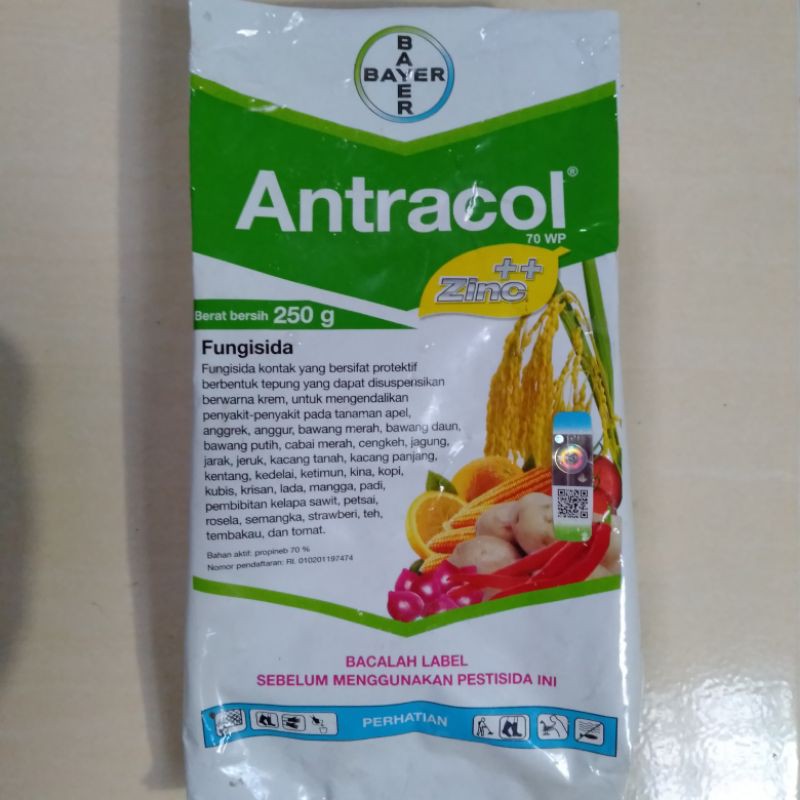 BAYER
BAYER
Antracol®
70 WP
Zinc++
Berat bersih 250 g
Fungisida
Fungisida kontak yang bersifat protektif
berbentuk tepung yang dapat disuspensikan
berwarna krem, untuk mengendalikan
penyakit-penyakit pada tanaman apel,
anggrek, anggur, bawang merah, bawang daun,
bawang putih, cabai merah, cengkeh, jagung,
jarak, jeruk, kacang tanah, kacang panjang,
kentang, kedelai, ketimun, kina, kopi,
kubis, krisan, lada, mangga, padi,
pembibitan kelapa sawit, petsai,
rosela, semangka, strawberi, teh,
tembakau, dan tomat.
Bahan aktif: propineb 70 %
Nomor pendaftaran: RI. 010201197474
BACALAH LABEL
SEBELUM MENGGUNAKAN PESTISIDA INI
PERHATIAN